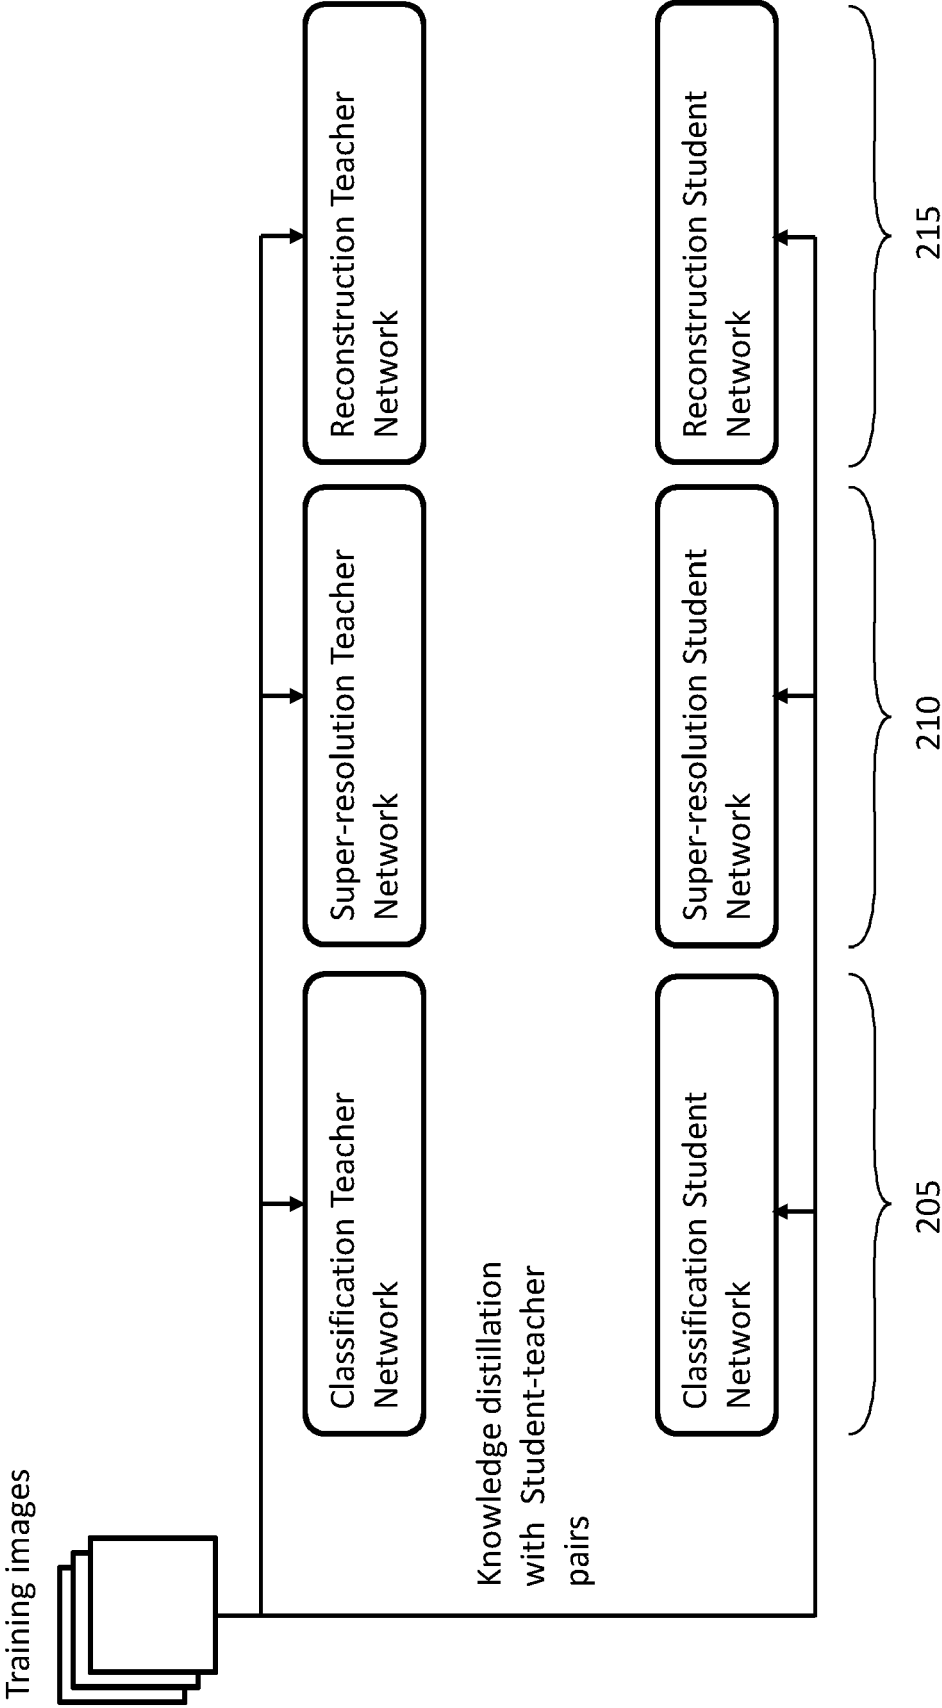 Training images
Classification Teacher
Network
Super-resolution Teacher
Network
Reconstruction Teacher
Network
Knowledge distillation
with Student-teacher
pairs
Classification Student
Network
Super-resolution Student
Network
Reconstruction Student
Network
205
210
215